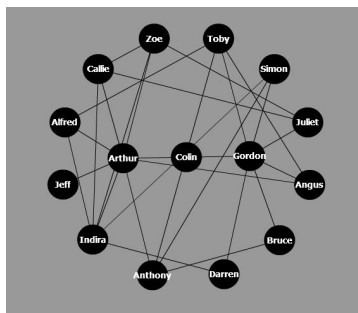 Zoe
Toby
Callie
Simon
Alfred
Juliet
Arthur
Colin
Gordon
Jeff
Angus
Indira
Bruce
Anthony
Darren